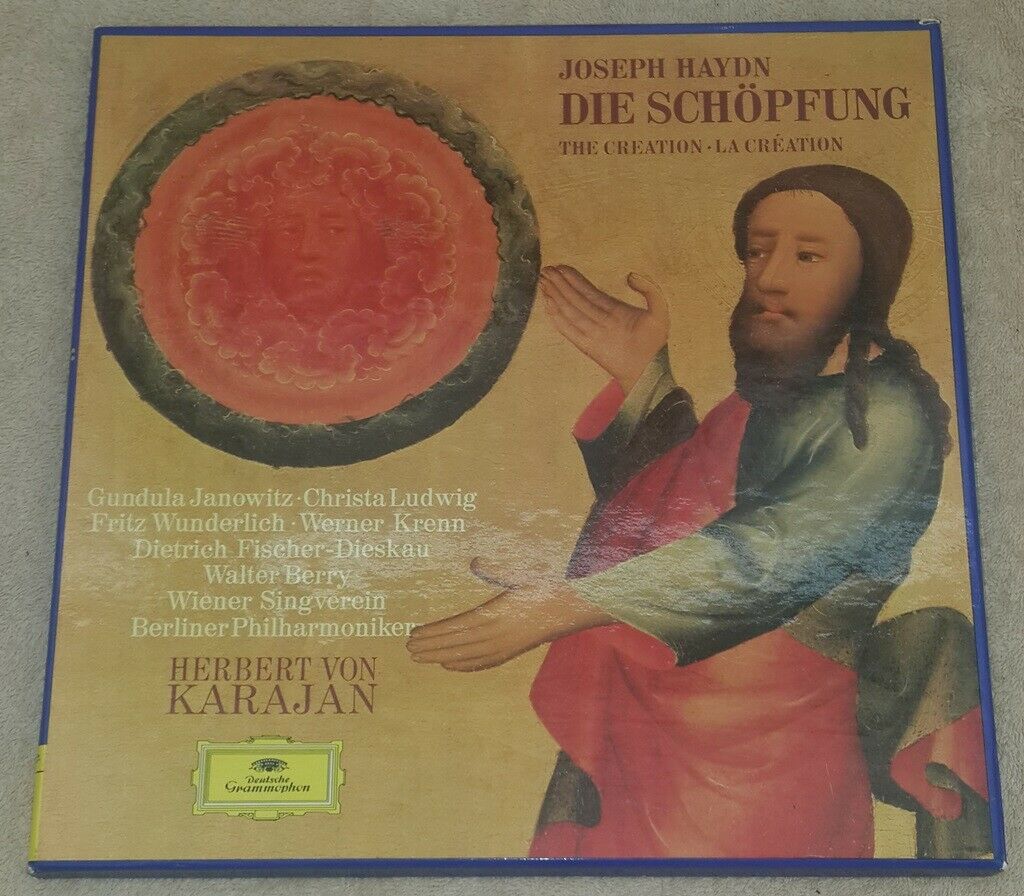 JOSEPH HAYDN
DIE SCHÖPFUNG
THE CREATION · LA CRÉATION
Gundula Janowitz · Christa Ludwig
Fritz Wunderlich · Werner Krenn
Dietrich Fischer-Dieskau
Walter Berry
Wiener Singverein
Berliner Philharmoniker
HERBERT VON
KARAJAN
Deutsche
Grammophon